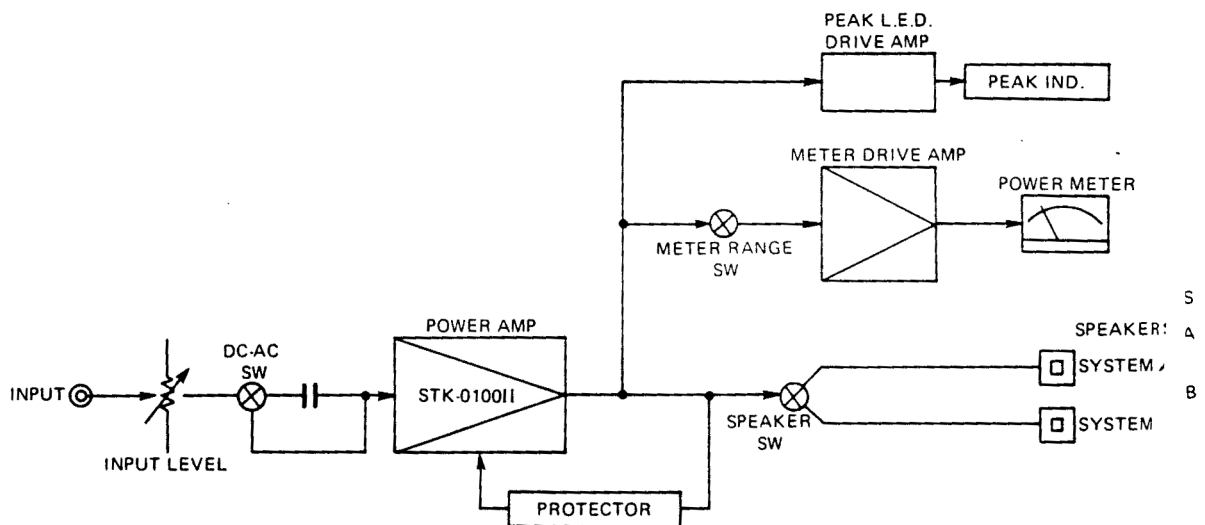 PEAK L.E.D.
DRIVE AMP
PEAK IND.
METER DRIVE AMP
POWER METER
METER RANGE
SW
POWER AMP
STK-0100II
DC-AC
SW
INPUT
INPUT LEVEL
SPEAKERS
SYSTEM A
SYSTEM B
SPEAKER
SW
PROTECTOR